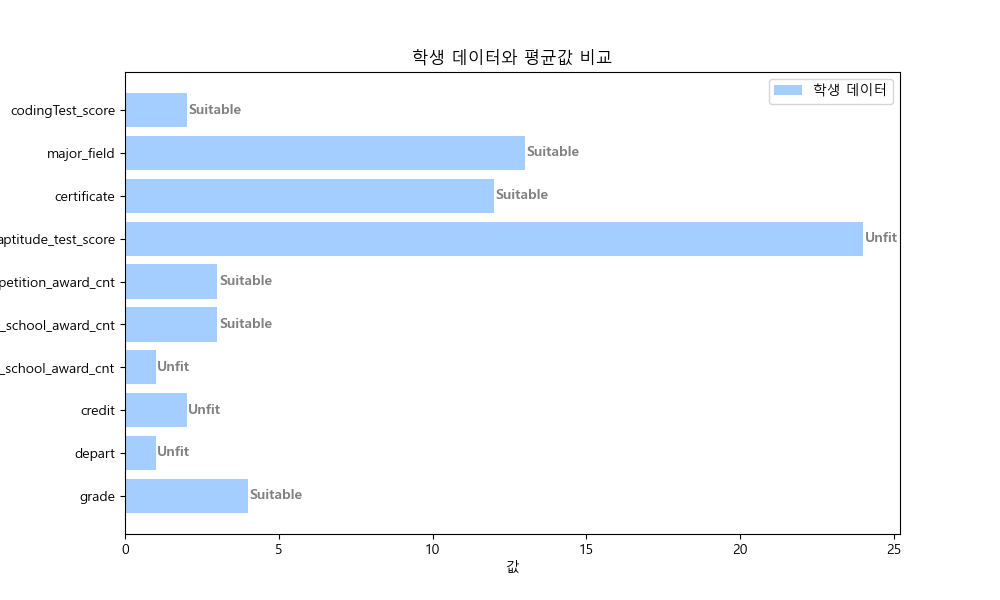 학생 데이터와 평균값 비교
학생 데이터
codingTest_score Suitable
major_field Suitable
certificate Suitable
aptitude_test_score Unfit
petition_award_cnt Suitable
_school_award_cnt Suitable
_school_award_cnt Unfit
credit Unfit
depart Unfit
grade Suitable
0 5 10 15 20 25
값